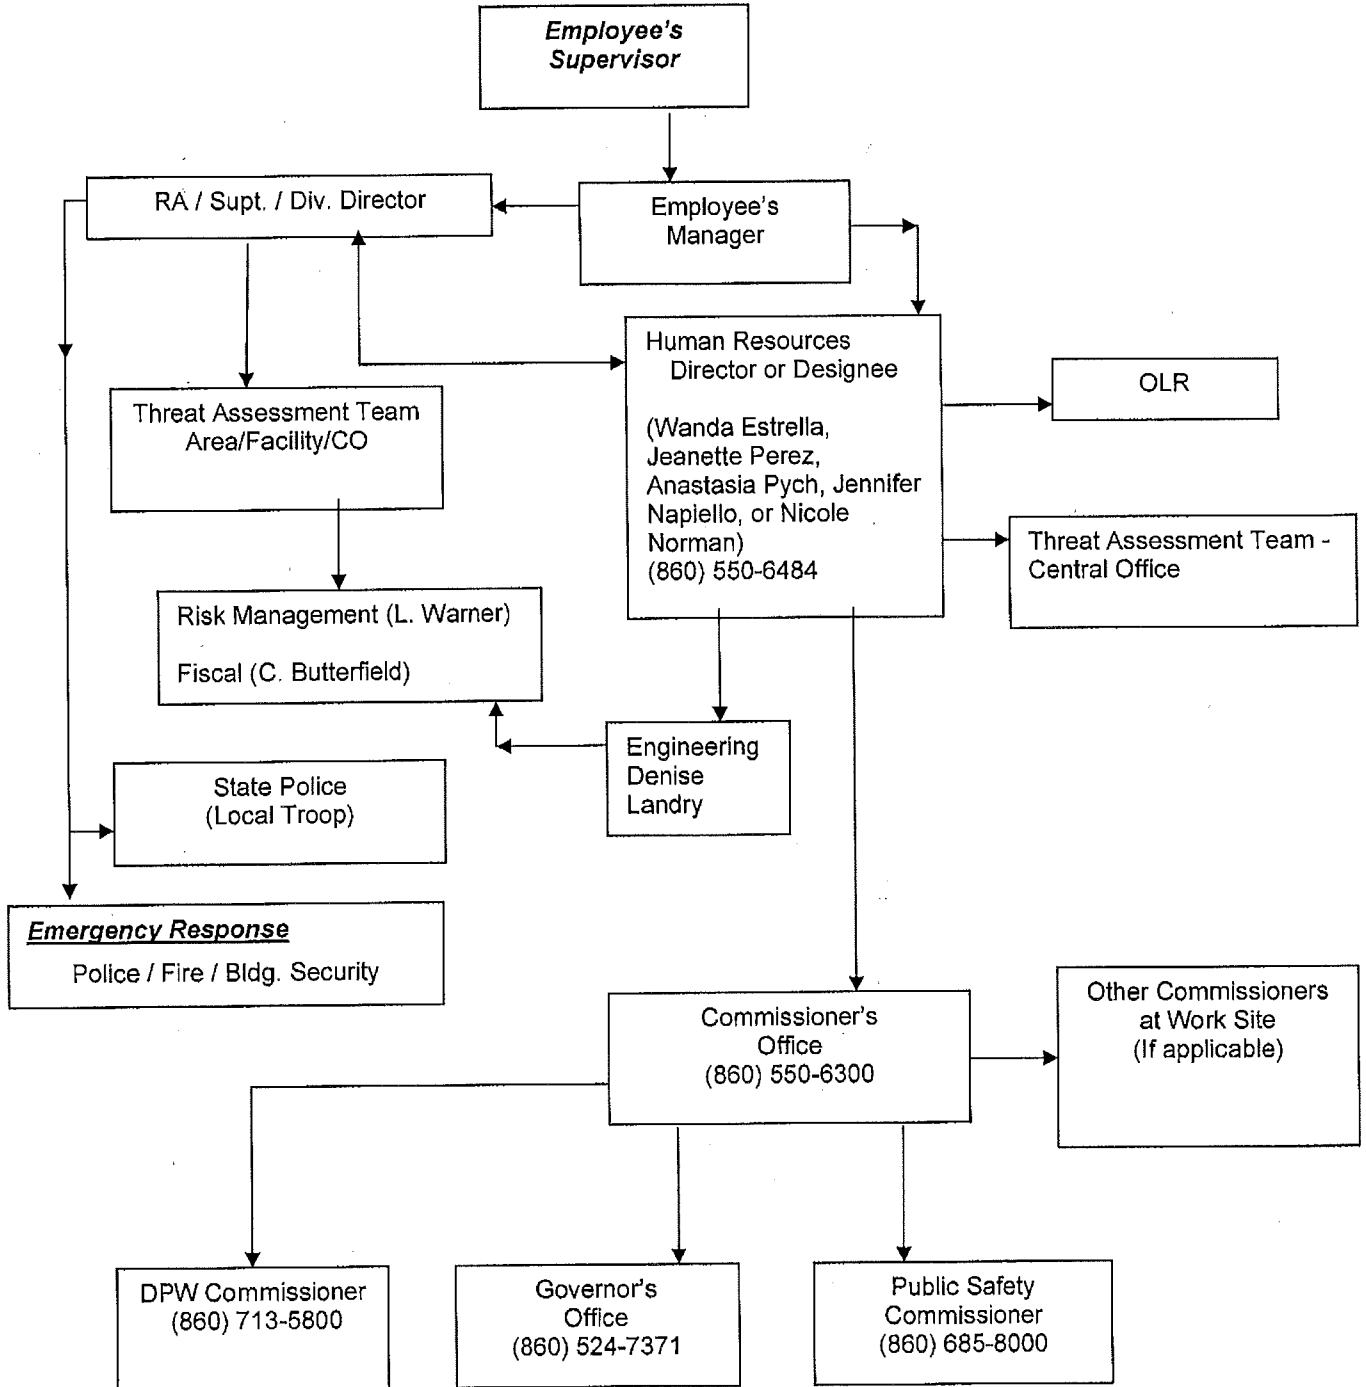 Employee's
Supervisor
RA / Supt. / Div. Director
Employee's
Manager
Human Resources
Director or Designee
(Wanda Estrella,
Jeanette Perez,
Anastasia Pych, Jennifer
Napiello, or Nicole
Norman)
(860) 550-6484
OLR
Threat Assessment Team
Area/Facility/CO
Threat Assessment Team -
Central Office
Risk Management (L. Warner)
Fiscal (C. Butterfield)
Engineering
Denise
Landry
State Police
(Local Troop)
Emergency Response
Police / Fire / Bldg. Security
Commissioner's
Office
(860) 550-6300
Other Commissioners
at Work Site
(If applicable)
DPW Commissioner
(860) 713-5800
Governor's
Office
(860) 524-7371
Public Safety
Commissioner
(860) 685-8000